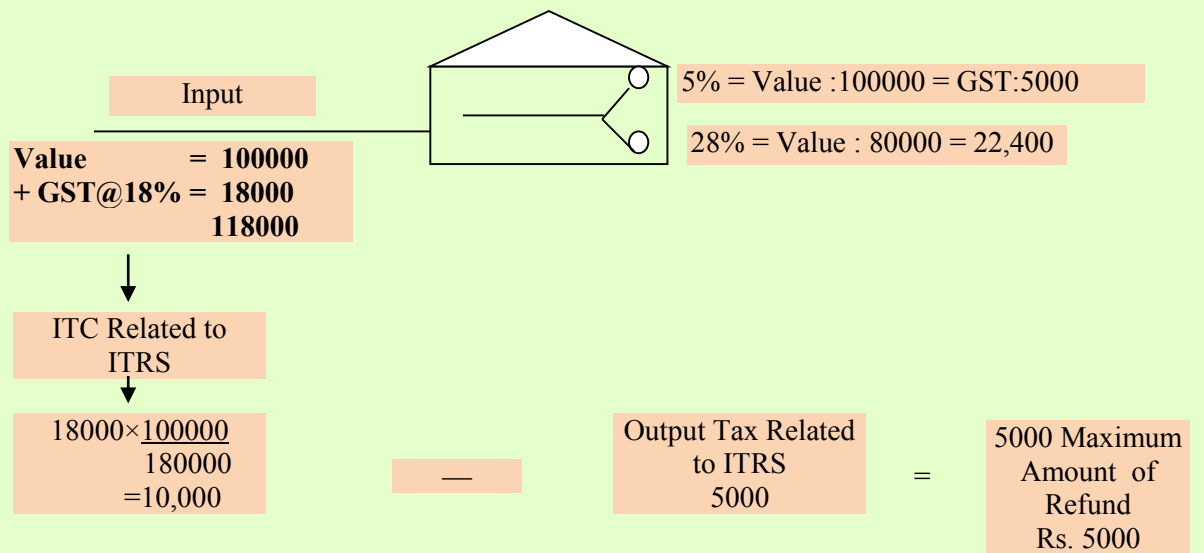 Input
5% = Value :100000 = GST:5000
28% = Value : 80000 = 22,400
Value = 100000
+ GST@18% = 18000
118000
ITC Related to
ITRS
18000×100000
180000
=10,000
—
Output Tax Related
to ITRS
5000
=
5000 Maximum
Amount of
Refund
Rs. 5000